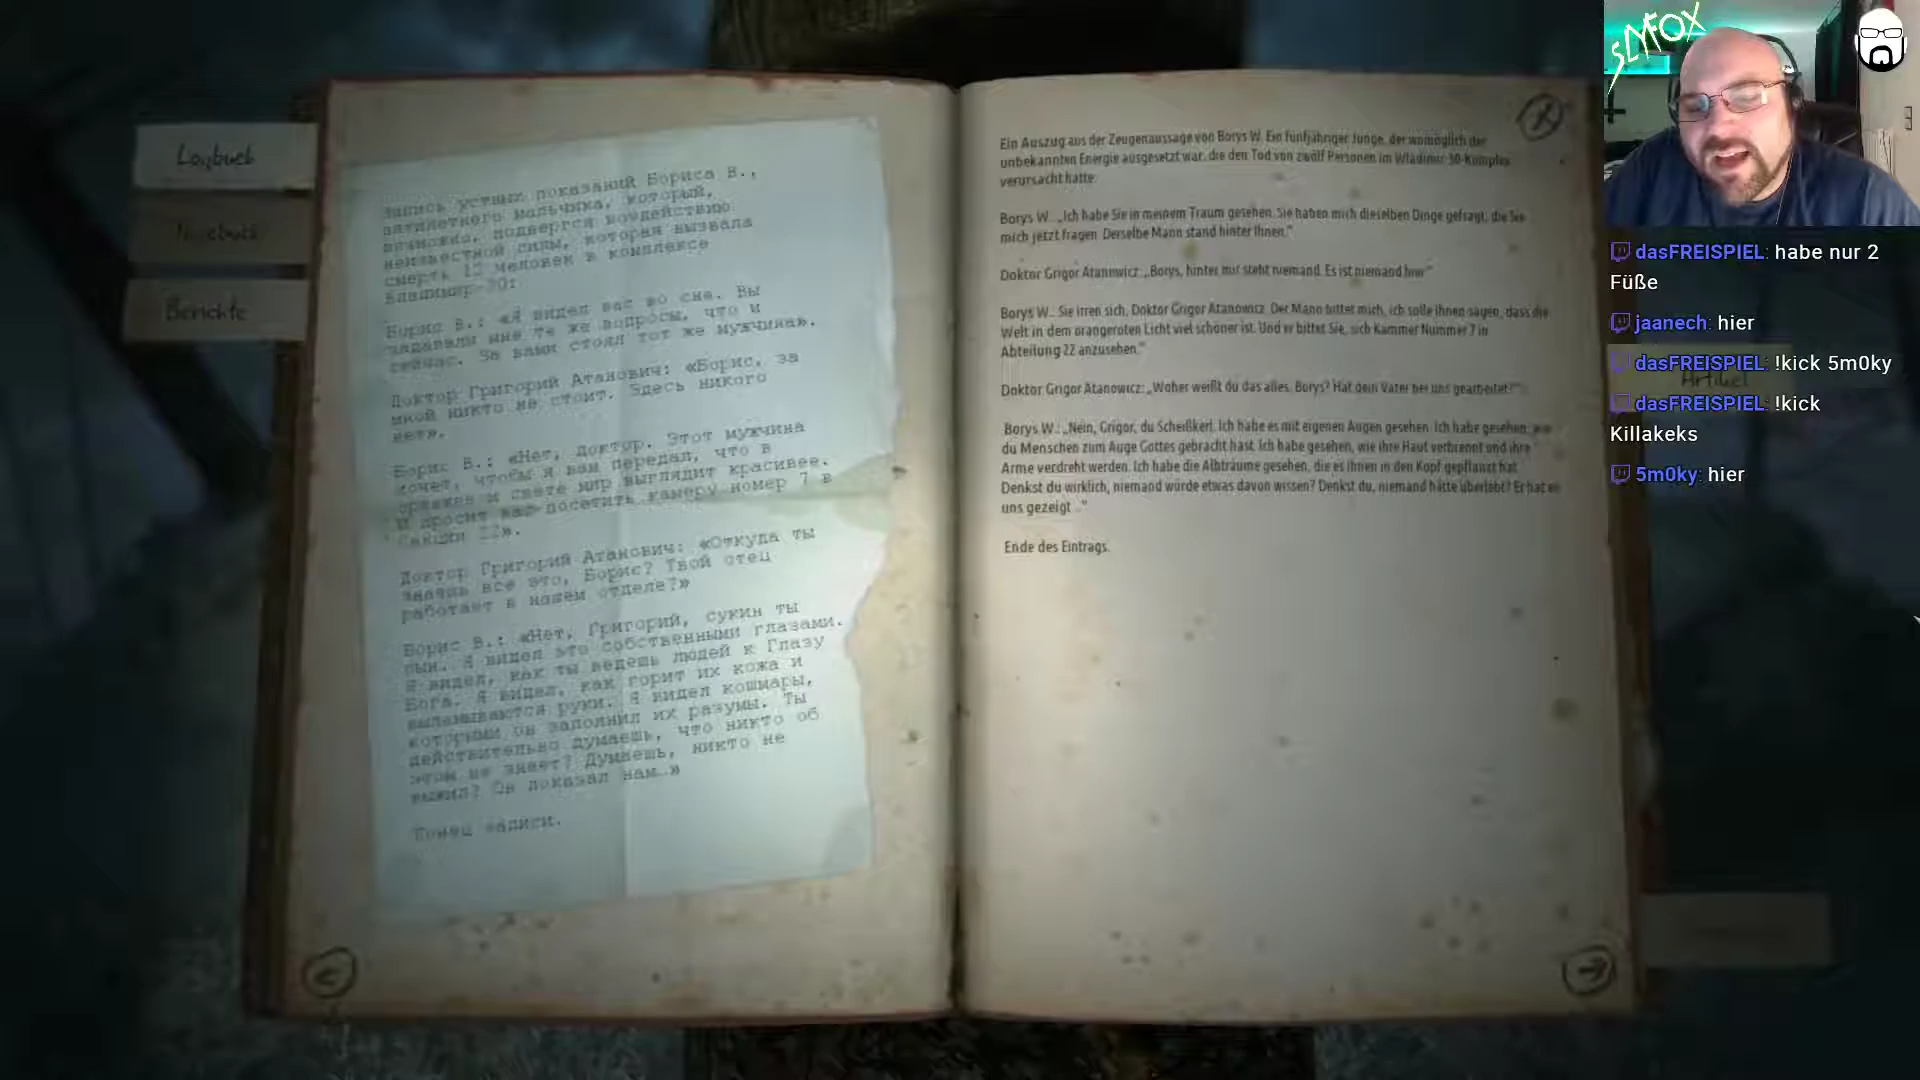 SLYFOX
Logbuch
Berichte
Запись устных показаний Бориса В.,
пятилетнего мальчика, который,
возможно, подвергся воздействию
неизвестной силы, которая вызвала
смерть 12 человек в комплексе
Владимир-30:
Борис В.: «Я видел вас во сне. Вы
задавали мне те же вопросы, что и
сейчас. За вами стоял тот же мужчина».
Доктор Григорий Атанович: «Борис, за
мной никто не стоит. Здесь никого
нет».
Борис В.: «Нет, доктор. Этот мужчина
хочет, чтобы я вам передал, что в
оранжевом свете мир выглядит красивее.
И просит вас посетить камеру номер 7 в
Секции 22».
Доктор Григорий Атанович: «Откуда ты
знаешь все это, Борис? Твой отец
работает в нашем отделе?»
Борис В.: «Нет, Григорий, сукин ты
сын. Я видел это собственными глазами.
Я видел, как ты ведешь людей к Глазу
Бога. Я видел, как горит их кожа и
выламываются руки. Я видел кошмары,
которыми он заполнил их разумы. Ты
действительно думаешь, что никто об
этом не знает? Думаешь, никто не
выжил? Он показал нам…»
Конец записи.
Ein Auszug aus der Zeugenaussage von Borys W. Ein fünfjähriger Junge, der womöglich der
unbekannten Energie ausgesetzt war, die den Tod von zwölf Personen im Wladimir-30-Komplex
verursacht hatte:
Borys W.: „Ich habe Sie in meinem Traum gesehen. Sie haben mich dieselben Dinge gefragt, die Sie
mich jetzt fragen. Derselbe Mann stand hinter Ihnen."
Doktor Grigor Atanowicz: „Borys, hinter mir steht niemand. Es ist niemand hier."
Borys W.: Sie irren sich, Doktor Grigor Atanowicz. Der Mann bittet mich, ich solle ihnen sagen, dass die
Welt in dem orangeroten Licht viel schöner ist. Und er bittet Sie, sich Kammer Nummer 7 in
Abteilung 22 anzusehen."
Doktor Grigor Atanowicz: „Woher weißt du das alles, Borys? Hat dein Vater bei uns gearbeitet?"
Borys W.: „Nein, Grigor, du Scheißkerl. Ich habe es mit eigenen Augen gesehen. Ich habe gesehen, wie
du Menschen zum Auge Gottes gebracht hast. Ich habe gesehen, wie ihre Haut verbrennt und ihre
Arme verdreht werden. Ich habe die Albträume gesehen, die es ihnen in den Kopf gepflanzt hat.
Denkst du wirklich, niemand würde etwas davon wissen? Denkst du, niemand hätte überlebt? Er hat es
uns gezeigt ..."
Ende des Eintrags.
dasFREISPIEL: habe nur 2
Füße
jaanech: hier
dasFREISPIEL: !kick 5m0ky
Artikel
dasFREISPIEL: !kick
Killakeks
5m0ky: hier